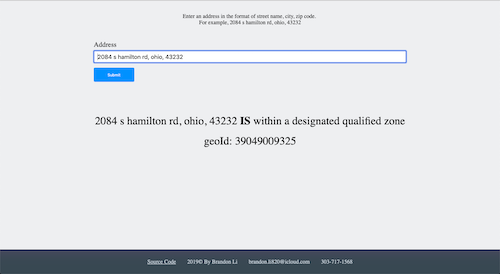 Enter an address in the format of street name, city, zip code.
For example, 2084 s hamilton rd, ohio, 43232
Address
2084 s hamilton rd, ohio, 43232
Submit
2084 s hamilton rd, ohio, 43232 IS within a designated qualified zone
geoId: 39049009325
Source Code 2019© By Brandon Li brandon.li820@icloud.com 303-717-1568